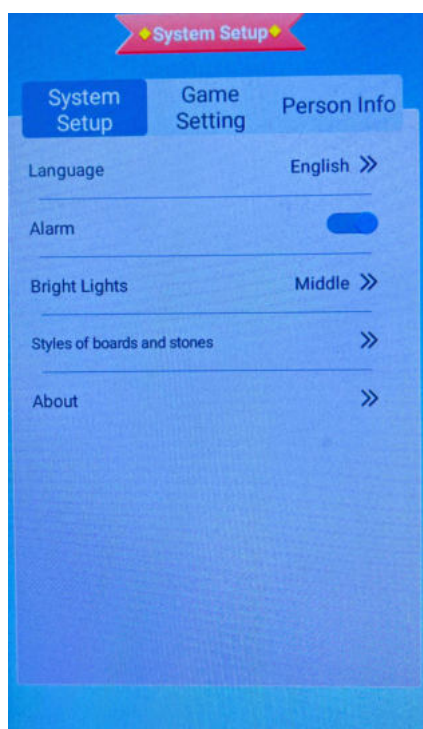 System Setup
System Setup
Game Setting
Person Info
Language
English
Alarm
Bright Lights
Middle
Styles of boards and stones
About